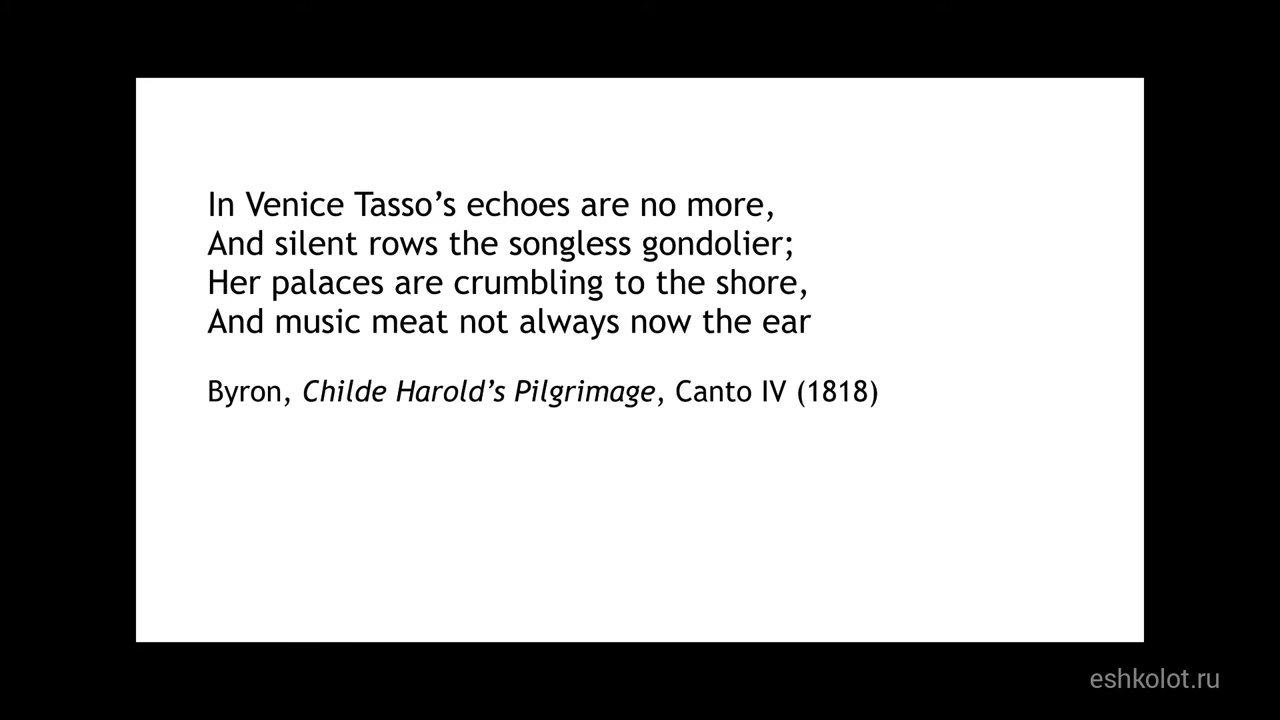 In Venice Tasso’s echoes are no more,
And silent rows the songless gondolier;
Her palaces are crumbling to the shore,
And music meat not always now the ear
Byron, Childe Harold’s Pilgrimage, Canto IV (1818)
eshkolot.ru